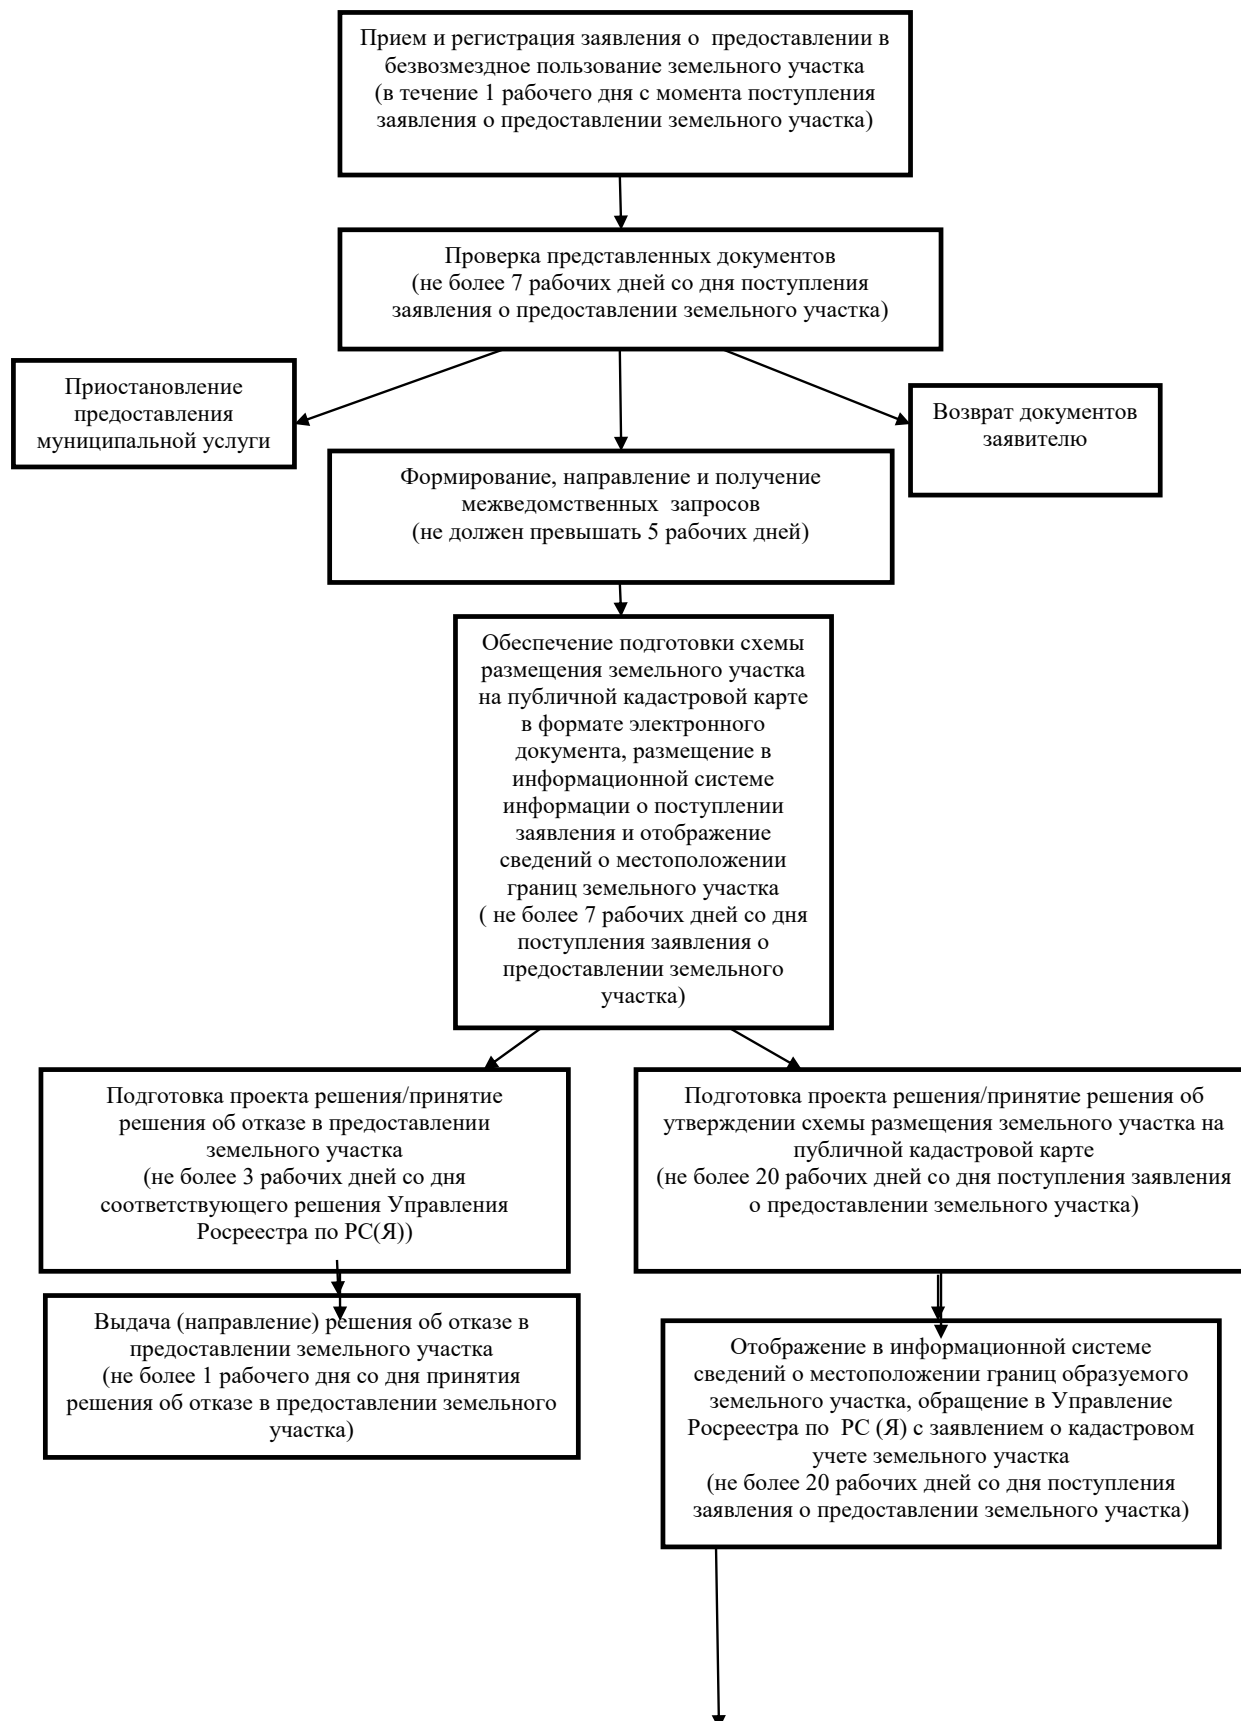 Прием и регистрация заявления о  предоставлении в
безвозмездное пользование земельного участка
(в течение 1 рабочего дня с момента поступления
заявления о предоставлении земельного участка)
Проверка представленных документов
(не более 7 рабочих дней со дня поступления
заявления о предоставлении земельного участка)
Приостановление
предоставления
муниципальной услуги
Возврат документов
заявителю
Формирование, направление и получение
межведомственных  запросов
(не должен превышать 5 рабочих дней)
Обеспечение подготовки схемы
размещения земельного участка
на публичной кадастровой карте
в формате электронного
документа, размещение в
информационной системе
информации о поступлении
заявления и отображение
сведений о местоположении
границ земельного участка
( не более 7 рабочих дней со дня
поступления заявления о
предоставлении земельного
участка)
Подготовка проекта решения/принятие
решения об отказе в предоставлении
земельного участка
(не более 3 рабочих дней со дня
соответствующего решения Управления
Росреестра по РС(Я))
Подготовка проекта решения/принятие решения об
утверждении схемы размещения земельного участка на
публичной кадастровой карте
(не более 20 рабочих дней со дня поступления заявления
о предоставлении земельного участка)
Выдача (направление) решения об отказе в
предоставлении земельного участка
(не более 1 рабочего дня со дня принятия
решения об отказе в предоставлении земельного
участка)
Отображение в информационной системе
сведений о местоположении границ образуемого
земельного участка, обращение в Управление
Росреестра по  РС (Я) с заявлением о кадастровом
учете земельного участка
(не более 20 рабочих дней со дня поступления
заявления о предоставлении земельного участка)